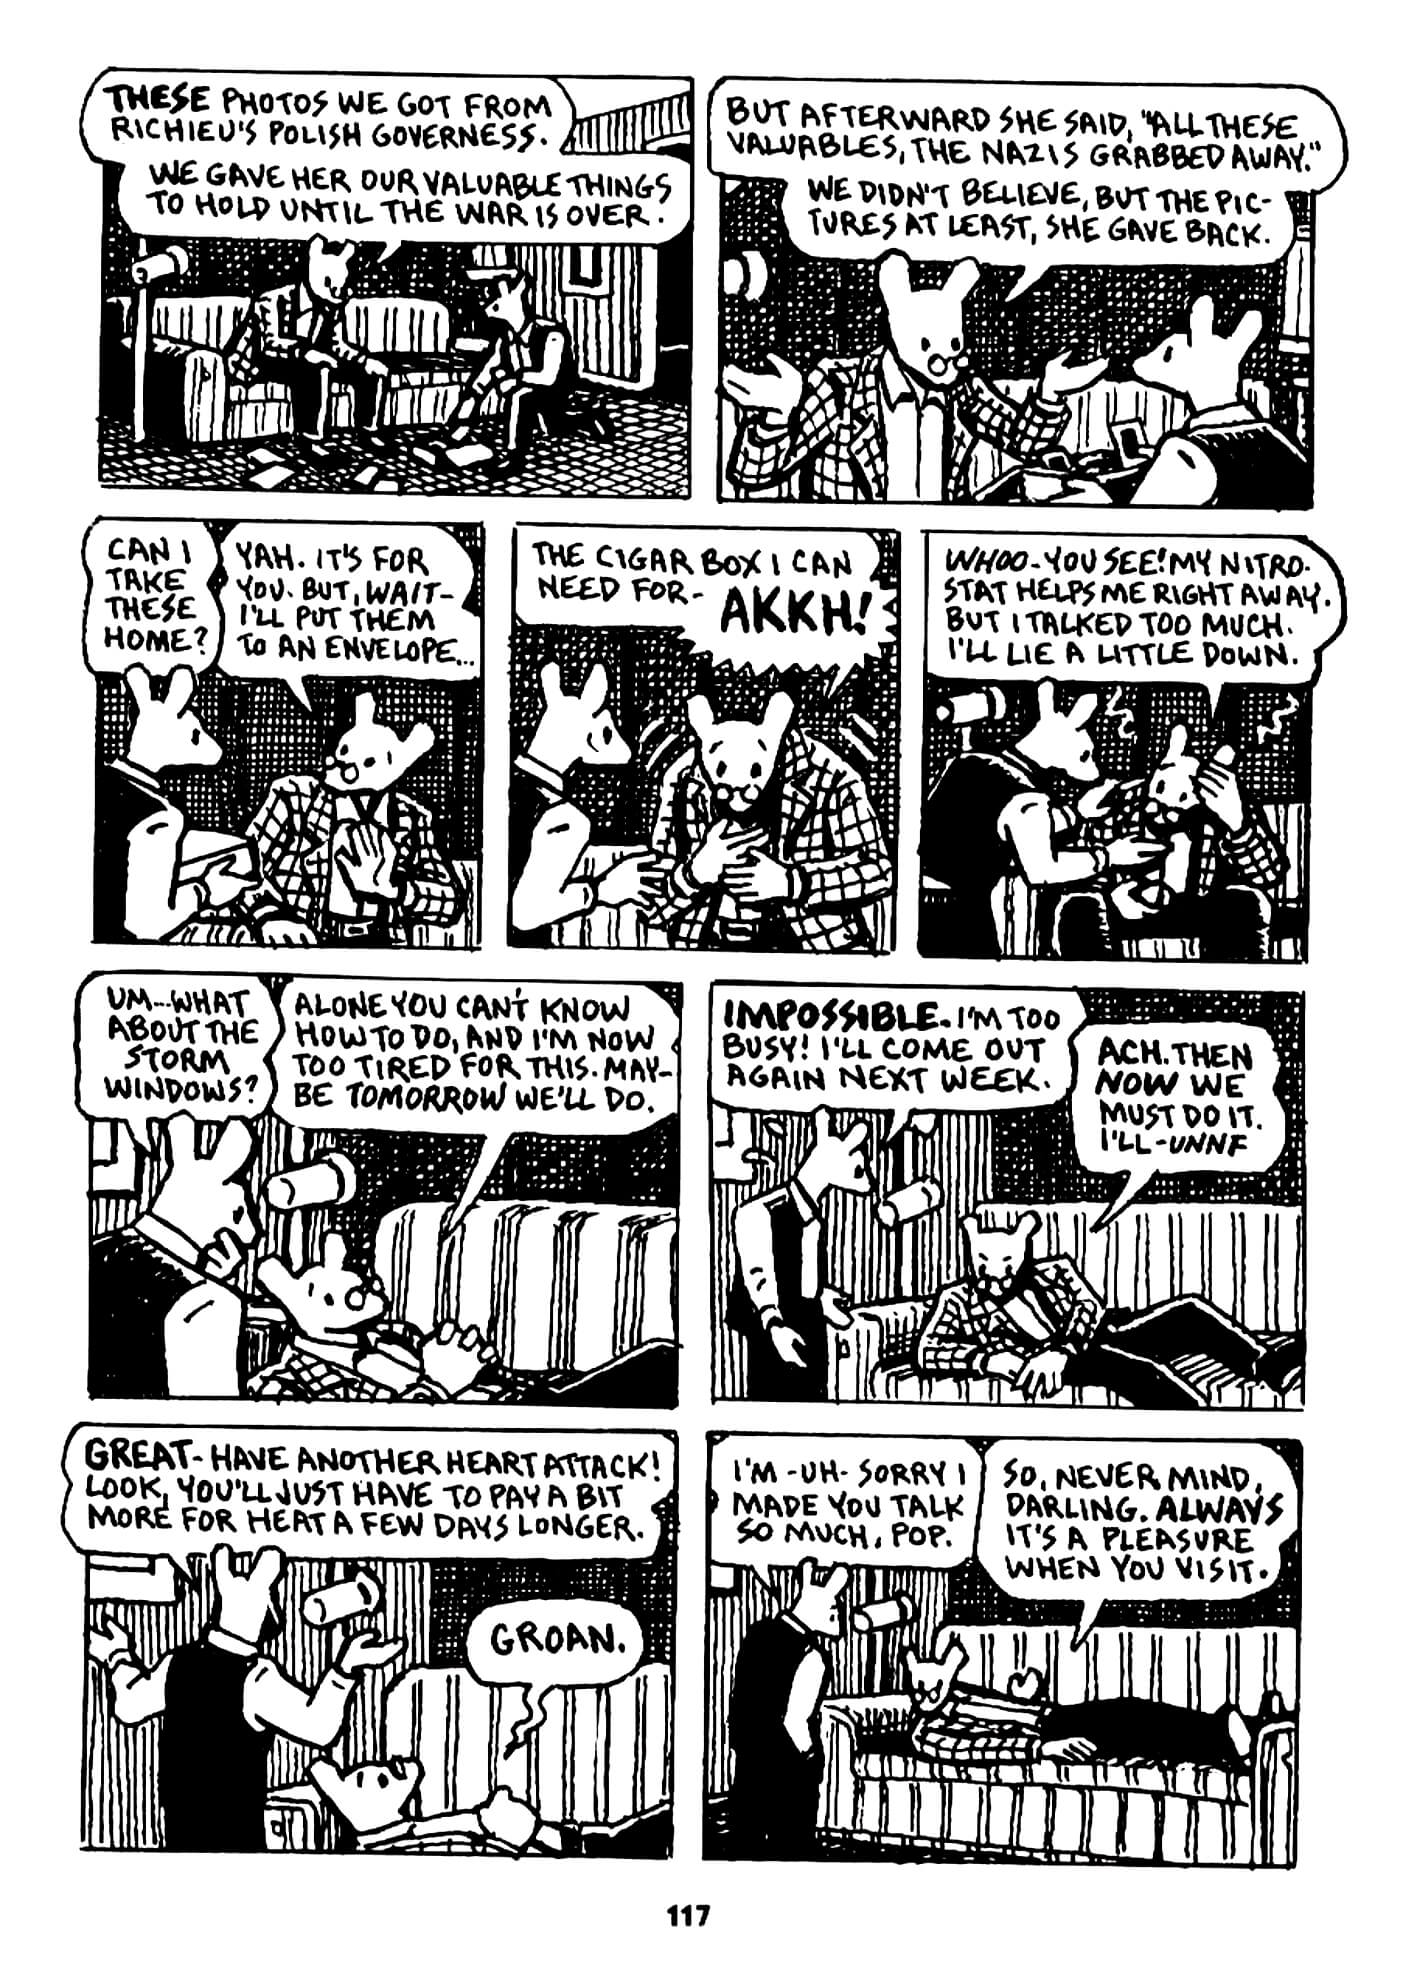 THESE PHOTOS WE GOT FROM
RICHIEU'S POLISH GOVERNESS.
WE GAVE HER OUR VALUABLE THINGS
TO HOLD UNTIL THE WAR IS OVER.
BUT AFTERWARD SHE SAID, "ALL THESE
VALUABLES, THE NAZIS GRABBED AWAY."
WE DIDN'T BELIEVE, BUT THE PIC-
TURES AT LEAST, SHE GAVE BACK.
CAN I
TAKE
THESE
HOME?
YAH. IT'S FOR
YOU. BUT, WAIT-
I'LL PUT THEM
TO AN ENVELOPE...
THE CIGAR BOX I CAN
NEED FOR-
AKKH!
WHOO-YOU SEE! MY NITRO-
STAT HELPS ME RIGHT AWAY.
BUT I TALKED TOO MUCH.
I'LL LIE A LITTLE DOWN.
UM...WHAT
ABOUT THE
STORM
WINDOWS?
ALONE YOU CAN'T KNOW
HOW TO DO, AND I'M NOW
TOO TIRED FOR THIS. MAY-
BE TOMORROW WE'LL DO.
IMPOSSIBLE. I'M TOO
BUSY! I'LL COME OUT
AGAIN NEXT WEEK.
ACH. THEN
NOW WE
MUST DO IT.
I'LL-UNNF
GREAT- HAVE ANOTHER HEART ATTACK!
LOOK, YOU'LL JUST HAVE TO PAY A BIT
MORE FOR HEAT A FEW DAYS LONGER.
GROAN.
I'M -UH- SORRY I
MADE YOU TALK
SO MUCH, POP.
SO, NEVER MIND,
DARLING. ALWAYS
IT'S A PLEASURE
WHEN YOU VISIT.
117